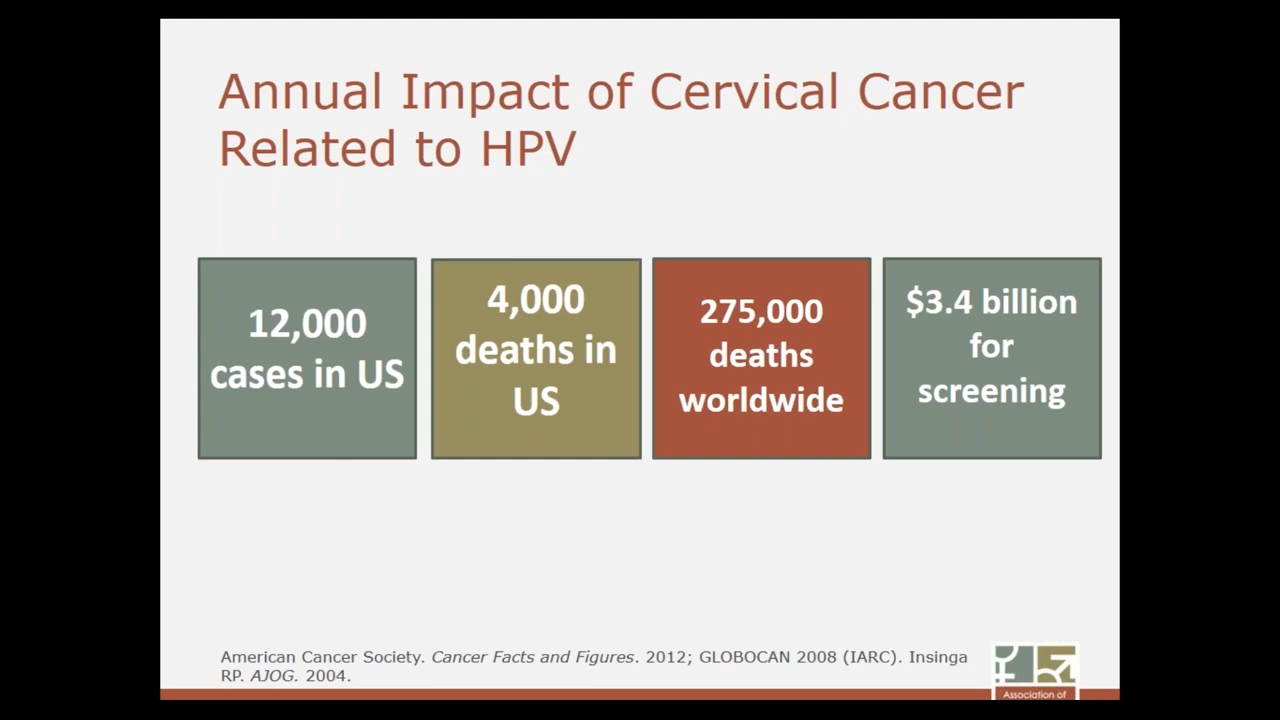 Annual Impact of Cervical Cancer
Related to HPV
12,000
cases in US
4,000
deaths in
US
275,000
deaths
worldwide
$3.4 billion
for
screening
American Cancer Society. Cancer Facts and Figures. 2012; GLOBOCAN 2008 (IARC). Insinga
RP. AJOG. 2004.
Association of